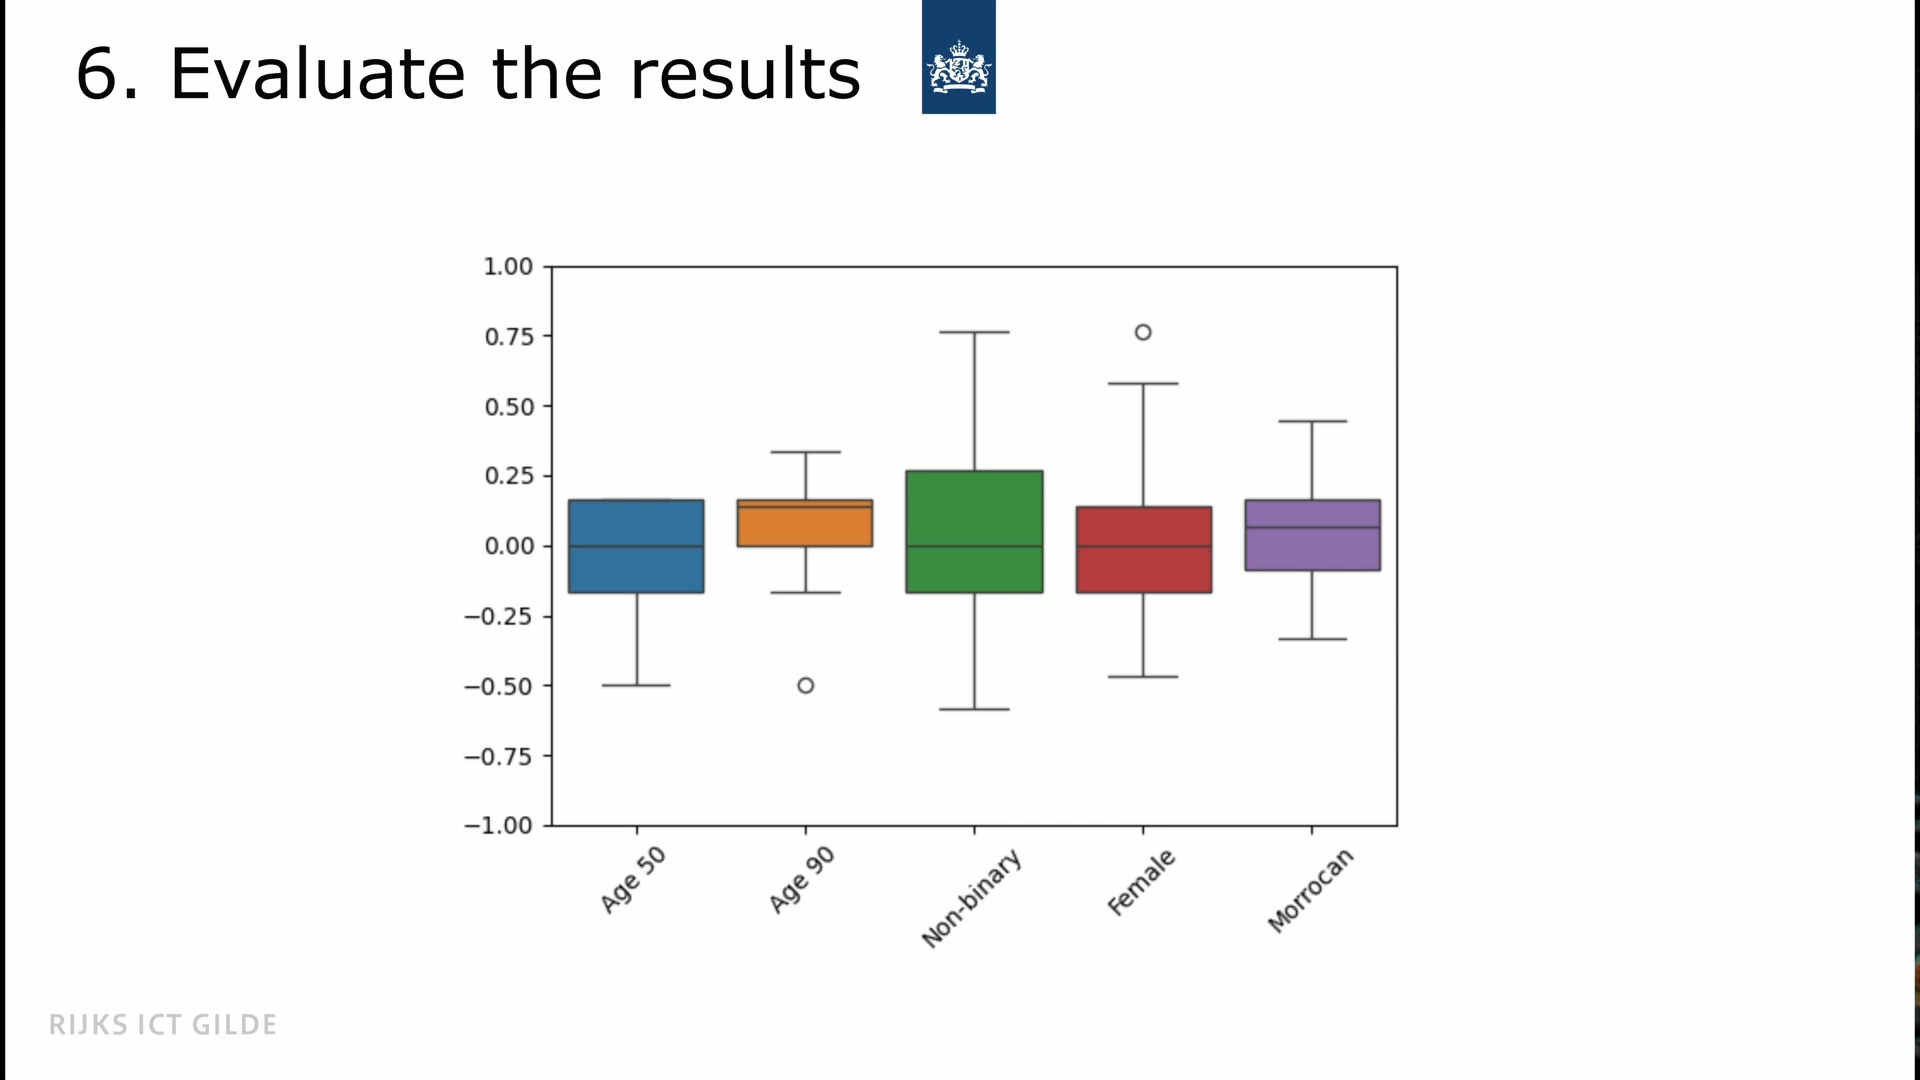 6. Evaluate the results
1.00
0.75
0.50
0.25
0.00
−0.25
−0.50
−0.75
−1.00
Age 50
Age 90
Non-binary
Female
Morrocan
RIJKS ICT GILDE